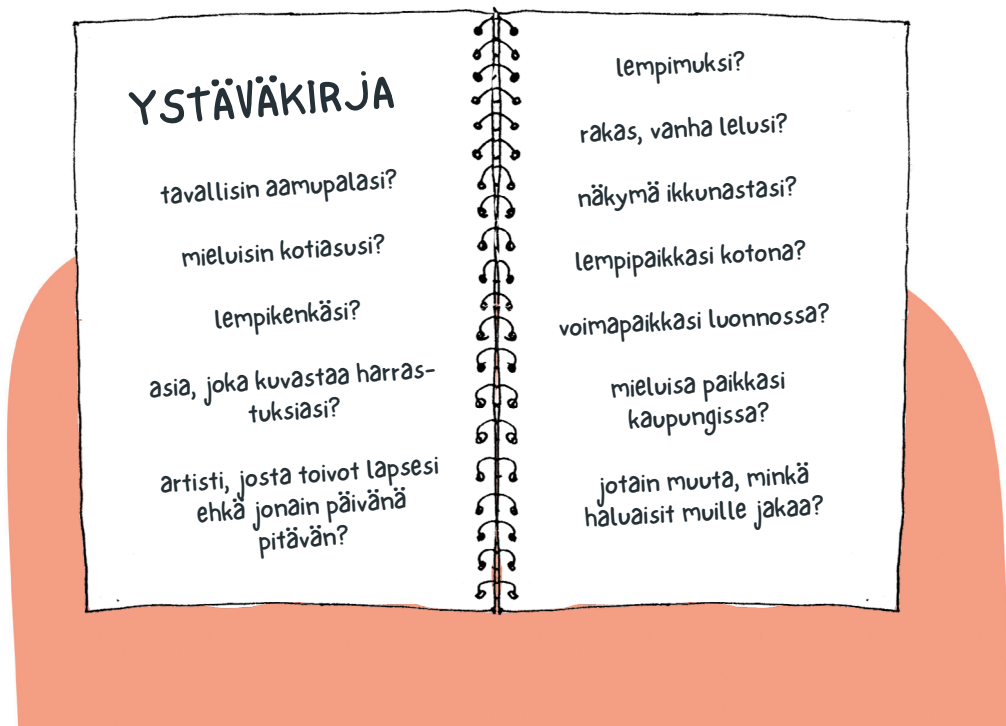 YSTÄVÄKIRJA
tavallisin aamupalasi?
mieluisin kotiasusi?
lempikenkäsi?
asia, joka kuvastaa harras-
tuksiasi?
artisti, josta toivot lapsesi
ehkä jonain päivänä
pitävän?
lempimuksi?
rakas, vanha lelusi?
näkymä ikkunastasi?
lempipaikkasi kotona?
voimapaikkasi luonnossa?
mieluisa paikkasi
kaupungissa?
jotain muuta, minkä
haluaisit muille jakaa?